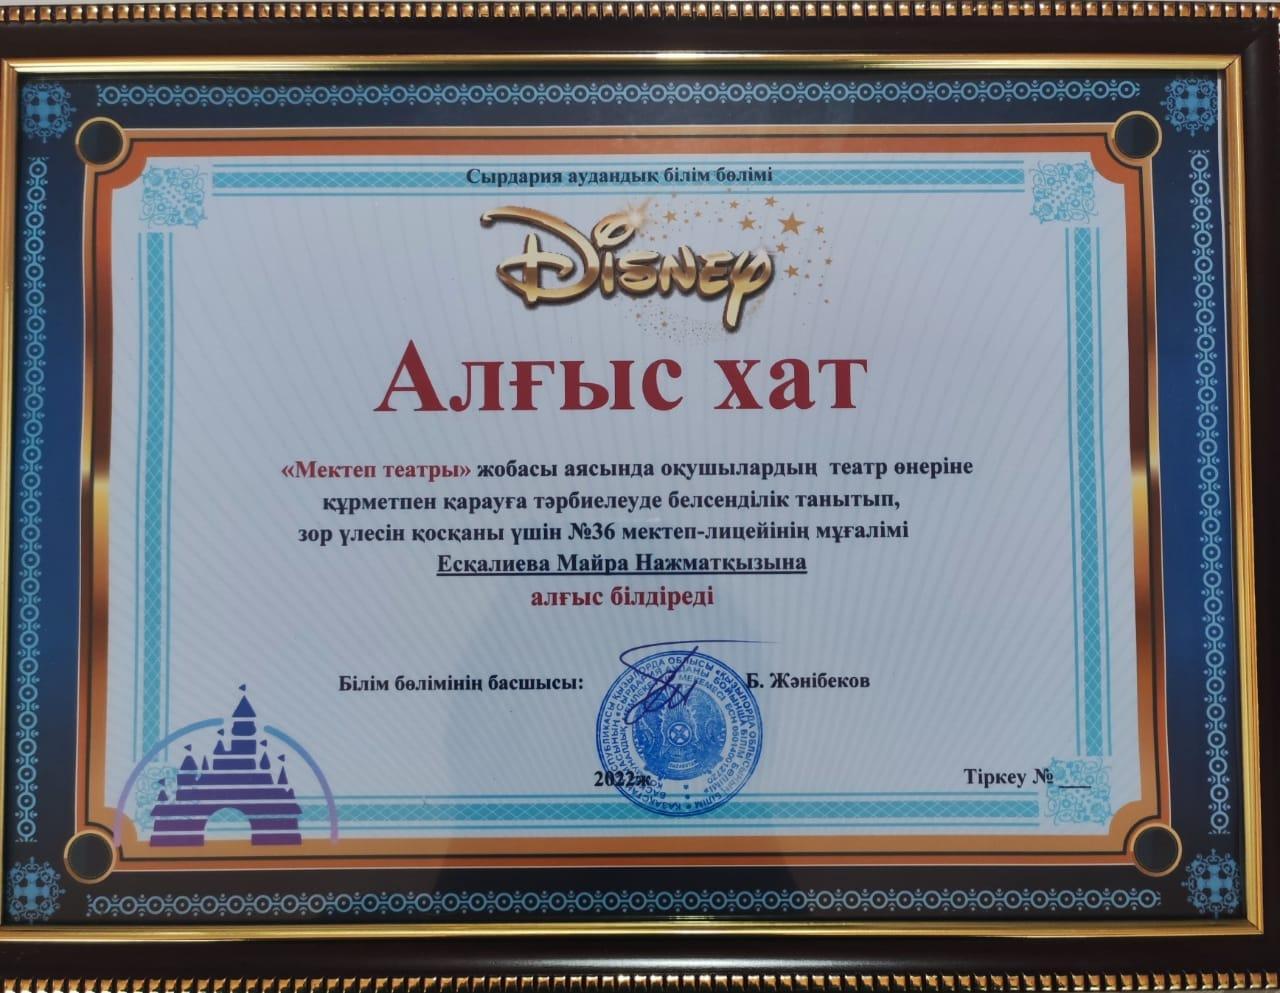 Сырдария аудандық білім бөлімі
Disney
Алғыс хат
«Мектеп театры» жобасы аясында оқушылардың театр өнеріне
құрметпен қарауға тәрбиелеуде белсенділік танытып,
зор үлесін қосқаны үшін №36 мектеп-лицейінің мұғалімі
Есқалиева Майра Нажматқызына
алғыс білдіреді
Білім бөлімінің басшысы: Б. Жәнібеков
2022ж
Тіркеу № ___